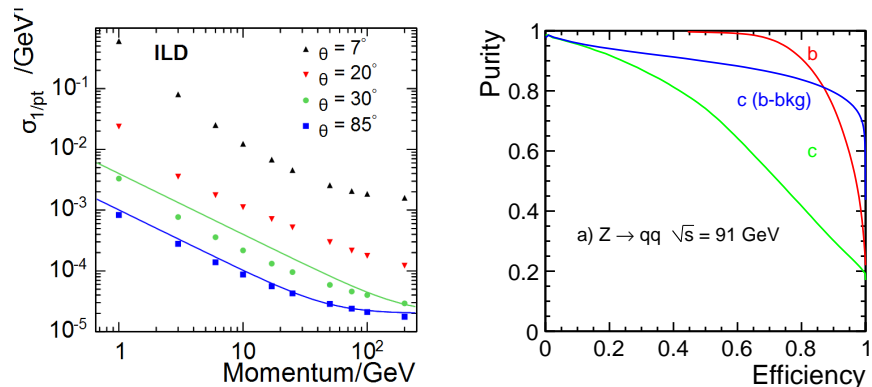 σ1/pt /GeV'
ILD
θ = 7°
θ = 20°
θ = 30°
θ = 85°
10-1
10-2
10-3
10-4
10-5
1 10 102
Momentum/GeV
Purity
1
0.8
0.6
0.4
0.2
0
b
c (b-bkg)
c
a) Z → qq √s = 91 GeV
0 0.2 0.4 0.6 0.8 1
Efficiency